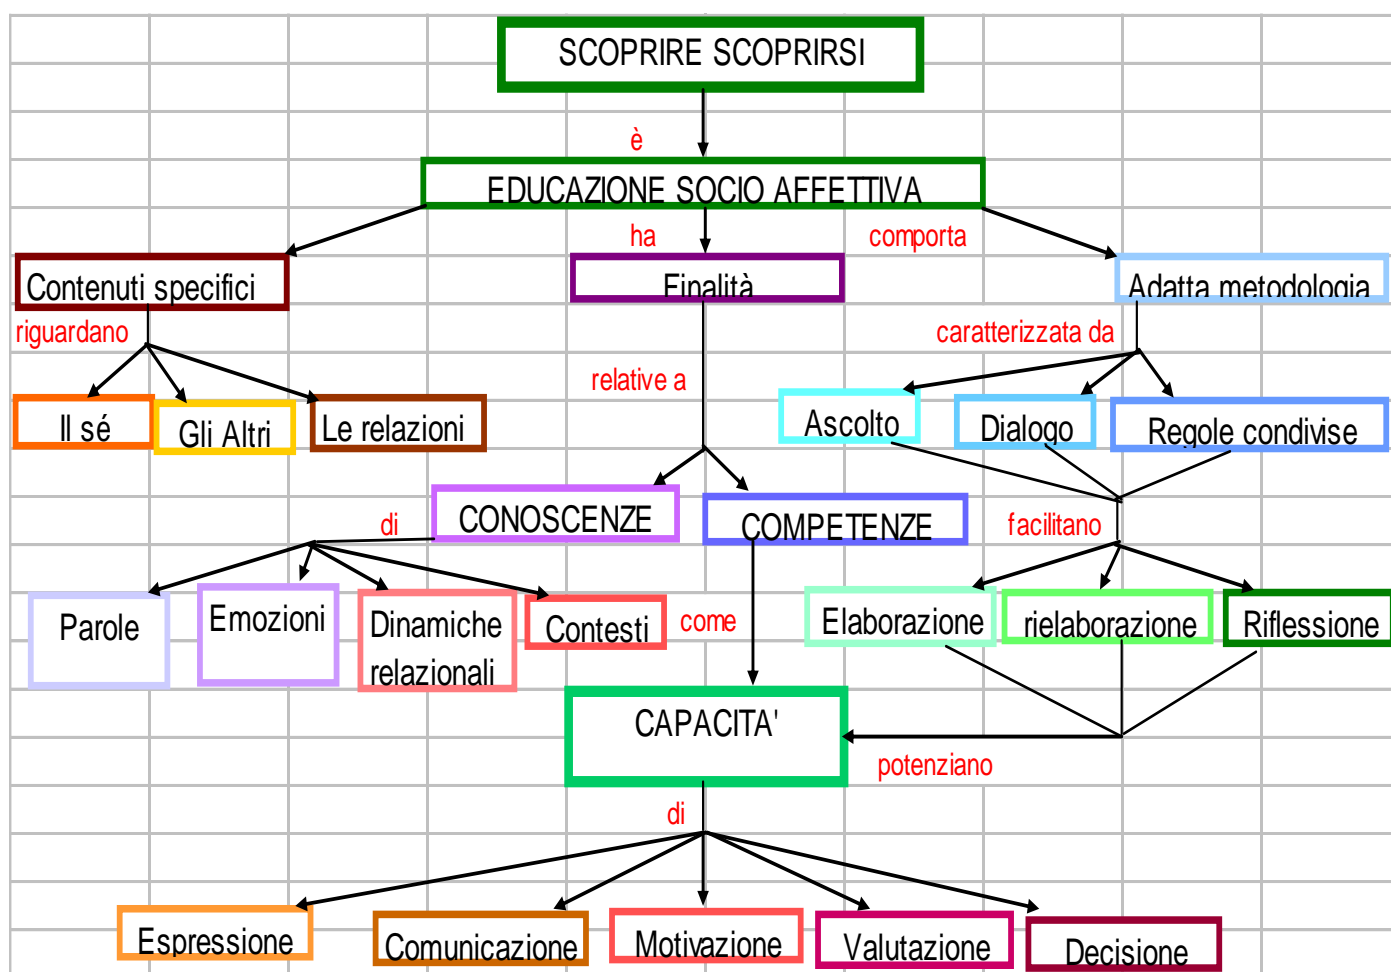 SCOPRIRE SCOPRIRSI
è
EDUCAZIONE SOCIO AFFETTIVA
ha
comporta
Contenuti specifici
Finalità
Adatta metodologia
riguardano
caratterizzata da
relative a
Il sé
Gli Altri
Le relazioni
Ascolto
Dialogo
Regole condivise
CONOSCENZE
COMPETENZE
di
facilitano
Parole
Emozioni
Dinamiche
relazionali
Contesti
come
Elaborazione
rielaborazione
Riflessione
CAPACITA'
potenziano
di
Espressione
Comunicazione
Motivazione
Valutazione
Decisione